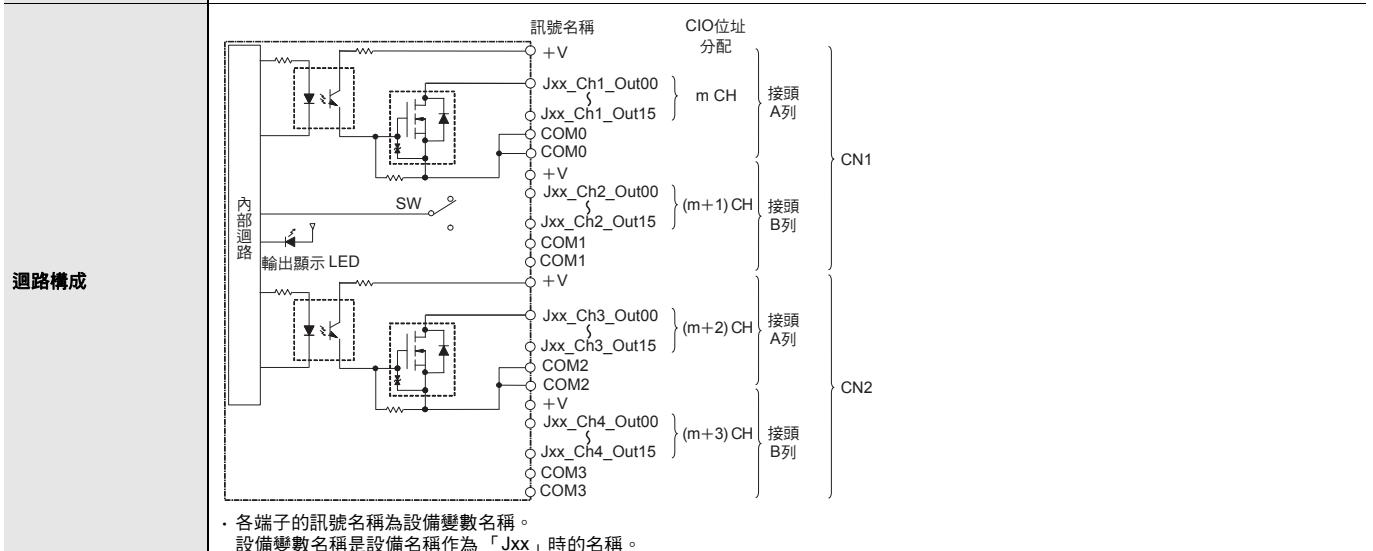 迴路構成
訊號名稱
CIO位址
分配
+V
Jxx_Ch1_Out00
Jxx_Ch1_Out15
COM0
COM0
m CH
接頭
A列
+V
Jxx_Ch2_Out00
Jxx_Ch2_Out15
COM1
COM1
(m+1) CH
接頭
B列
CN1
內部迴路
SW
輸出顯示 LED
+V
Jxx_Ch3_Out00
Jxx_Ch3_Out15
COM2
COM2
(m+2) CH
接頭
A列
+V
Jxx_Ch4_Out00
Jxx_Ch4_Out15
COM3
COM3
(m+3) CH
接頭
B列
CN2
・各端子的訊號名稱為設備變數名稱。
設備變數名稱是設備名稱作為「Jxx」時的名稱。